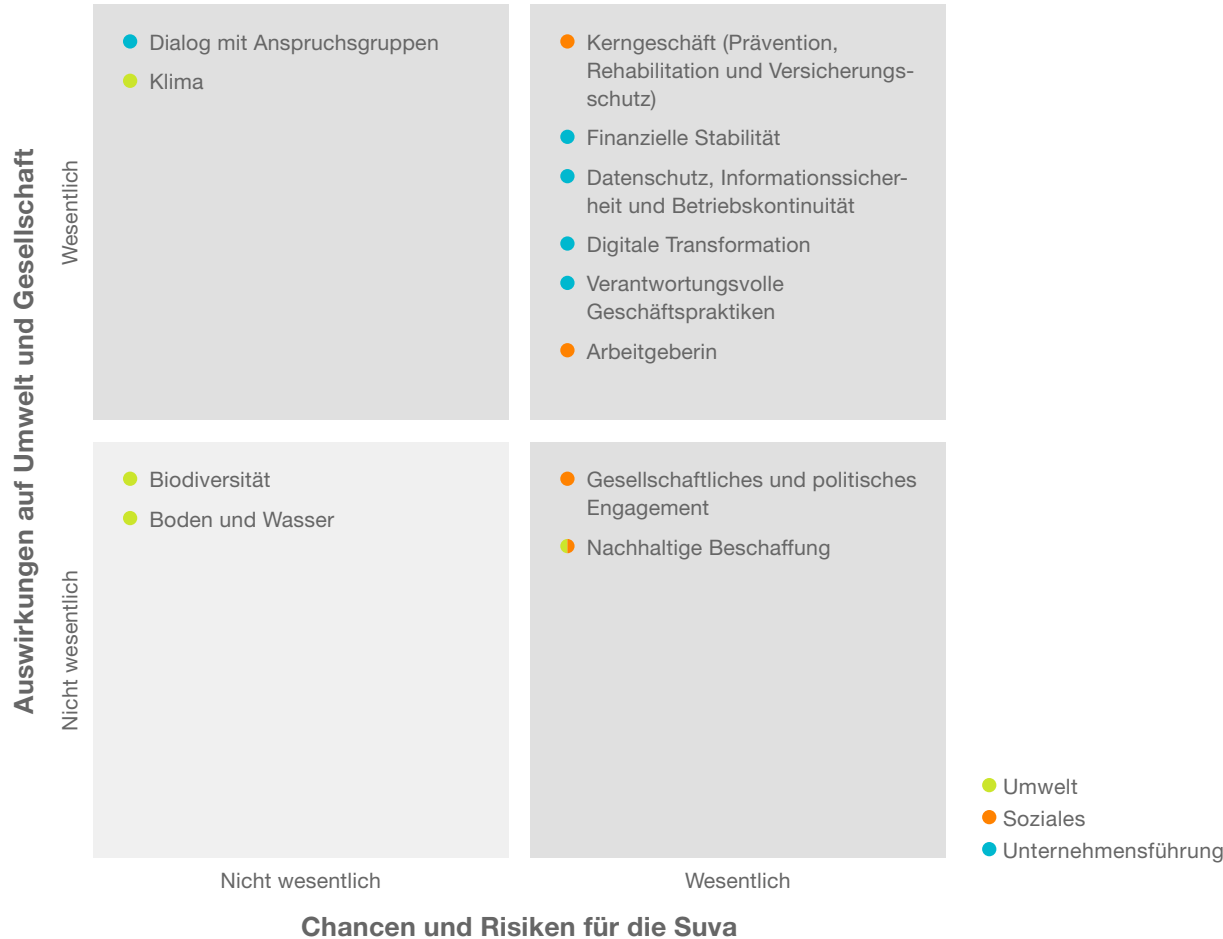 Auswirkungen auf Umwelt und Gesellschaft
Wesentlich
Nicht wesentlich
Dialog mit Anspruchsgruppen
Klima
Kerngeschäft (Prävention,
Rehabilitation und Versicherungs-
schutz)
Finanzielle Stabilität
Datenschutz, Informationssicher-
heit und Betriebskontinuität
Digitale Transformation
Verantwortungsvolle
Geschäftspraktiken
Arbeitgeberin
Biodiversität
Boden und Wasser
Gesellschaftliches und politisches
Engagement
Nachhaltige Beschaffung
Umwelt
Soziales
Unternehmensführung
Nicht wesentlich
Wesentlich
Chancen und Risiken für die Suva